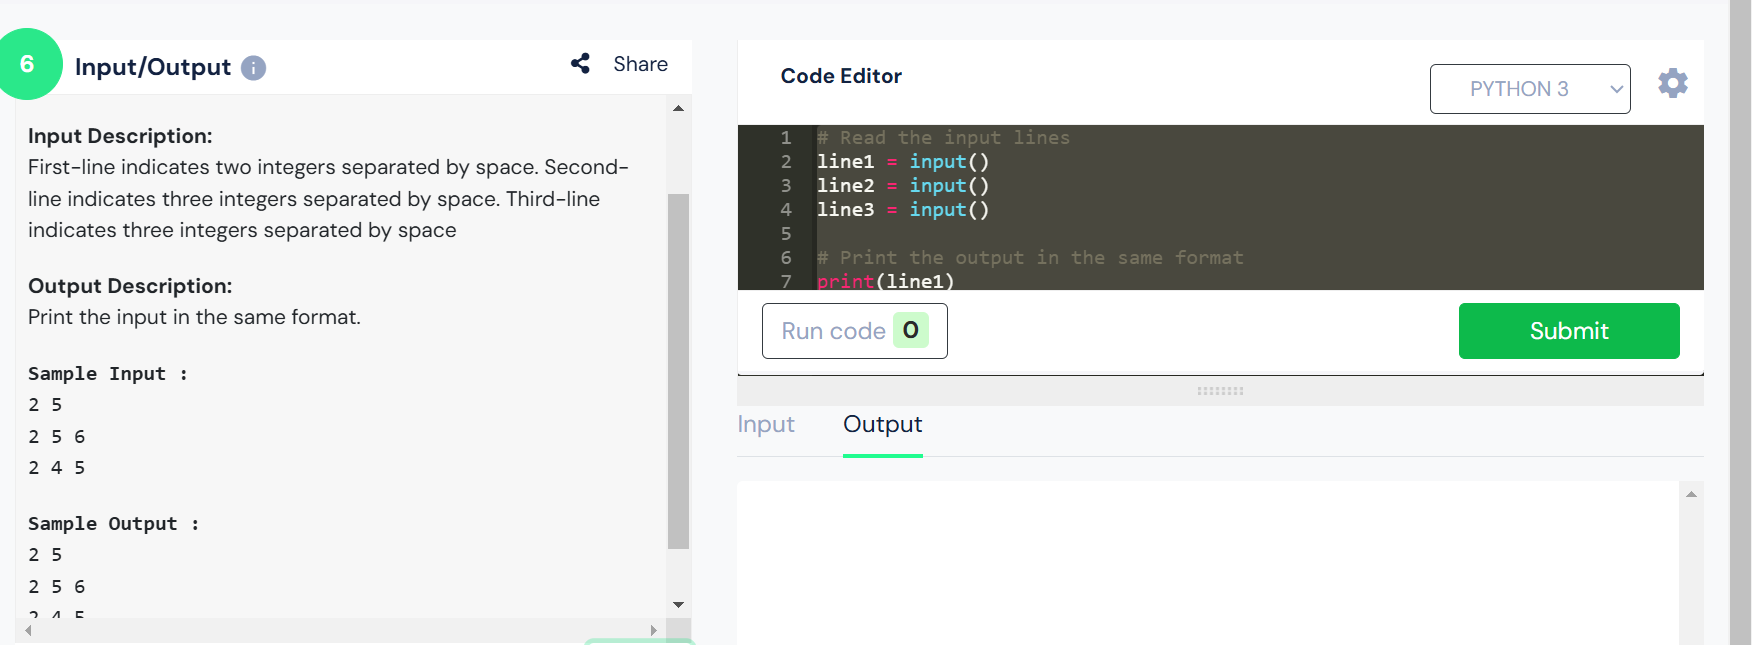 6
Input/Output i
Share
Input Description:
First-line indicates two integers separated by space. Second-
line indicates three integers separated by space. Third-line
indicates three integers separated by space
Output Description:
Print the input in the same format.
Sample Input :
2 5
2 5 6
2 4 5
Sample Output :
2 5
2 5 6
2 4 5
Code Editor
PYTHON 3
1 # Read the input lines
2 line1 = input()
3 line2 = input()
4 line3 = input()
5
6 # Print the output in the same format
7 print(line1)
Run code 0
Submit
Input Output